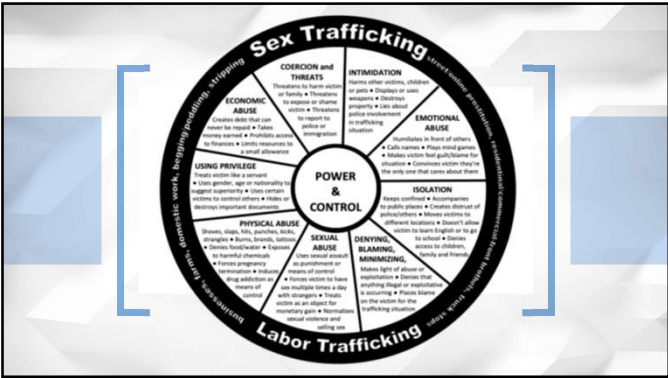 Sex Trafficking
street/online prostitution, residential/commercial front brothels, truck stops
businesses, farms, domestic work, begging/peddling, stripping
COERCION and
THREATS
Threatens to harm victim
or family • Threatens
to expose or shame
victim • Threatens
to report to
police or
immigration
INTIMIDATION
Harms other victims, children
or pets • Displays or uses
weapons • Destroys
property • Lies about
police involvement
in trafficking
situation
EMOTIONAL
ABUSE
Humiliates in front of others
• Calls names • Plays mind games
• Makes victim feel guilt/blame for
situation • Convinces victim they're
the only one that cares about them
ISOLATION
Keeps confined • Accompanies
to public places • Creates distrust of
police/others • Moves victims to
different locations • Doesn't allow
victim to learn English or to go
to school • Denies
access to children,
family and friends
DENYING,
BLAMING,
MINIMIZING,
Makes light of abuse or
exploitation • Denies that
anything illegal or exploitative
is occurring • Places blame
on the victim for the
trafficking situation
SEXUAL
ABUSE
Uses sexual assault
as punishment or
means of control
• Forces victim to have
sex multiple times a day
with strangers • Treats
victim as an object for
monetary gain • Normalizes
sexual violence and
selling sex
PHYSICAL ABUSE
Shoves, slaps, hits, punches, kicks,
strangles • Burns, brands, tattoos
• Denies food/water • Exposes
to harmful chemicals
• Forces pregnancy
termination • Induces
drug addiction as
means of
control
USING PRIVILEGE
Treats victim like a servant
• Uses gender, age or nationality to
suggest superiority • Uses certain
victims to control others • Hides or
destroys important documents
ECONOMIC
ABUSE
Creates debt that can
never be repaid • Takes
money earned • Prohibits access
to finances • Limits resources to
a small allowance
POWER
&
CONTROL
Labor Trafficking